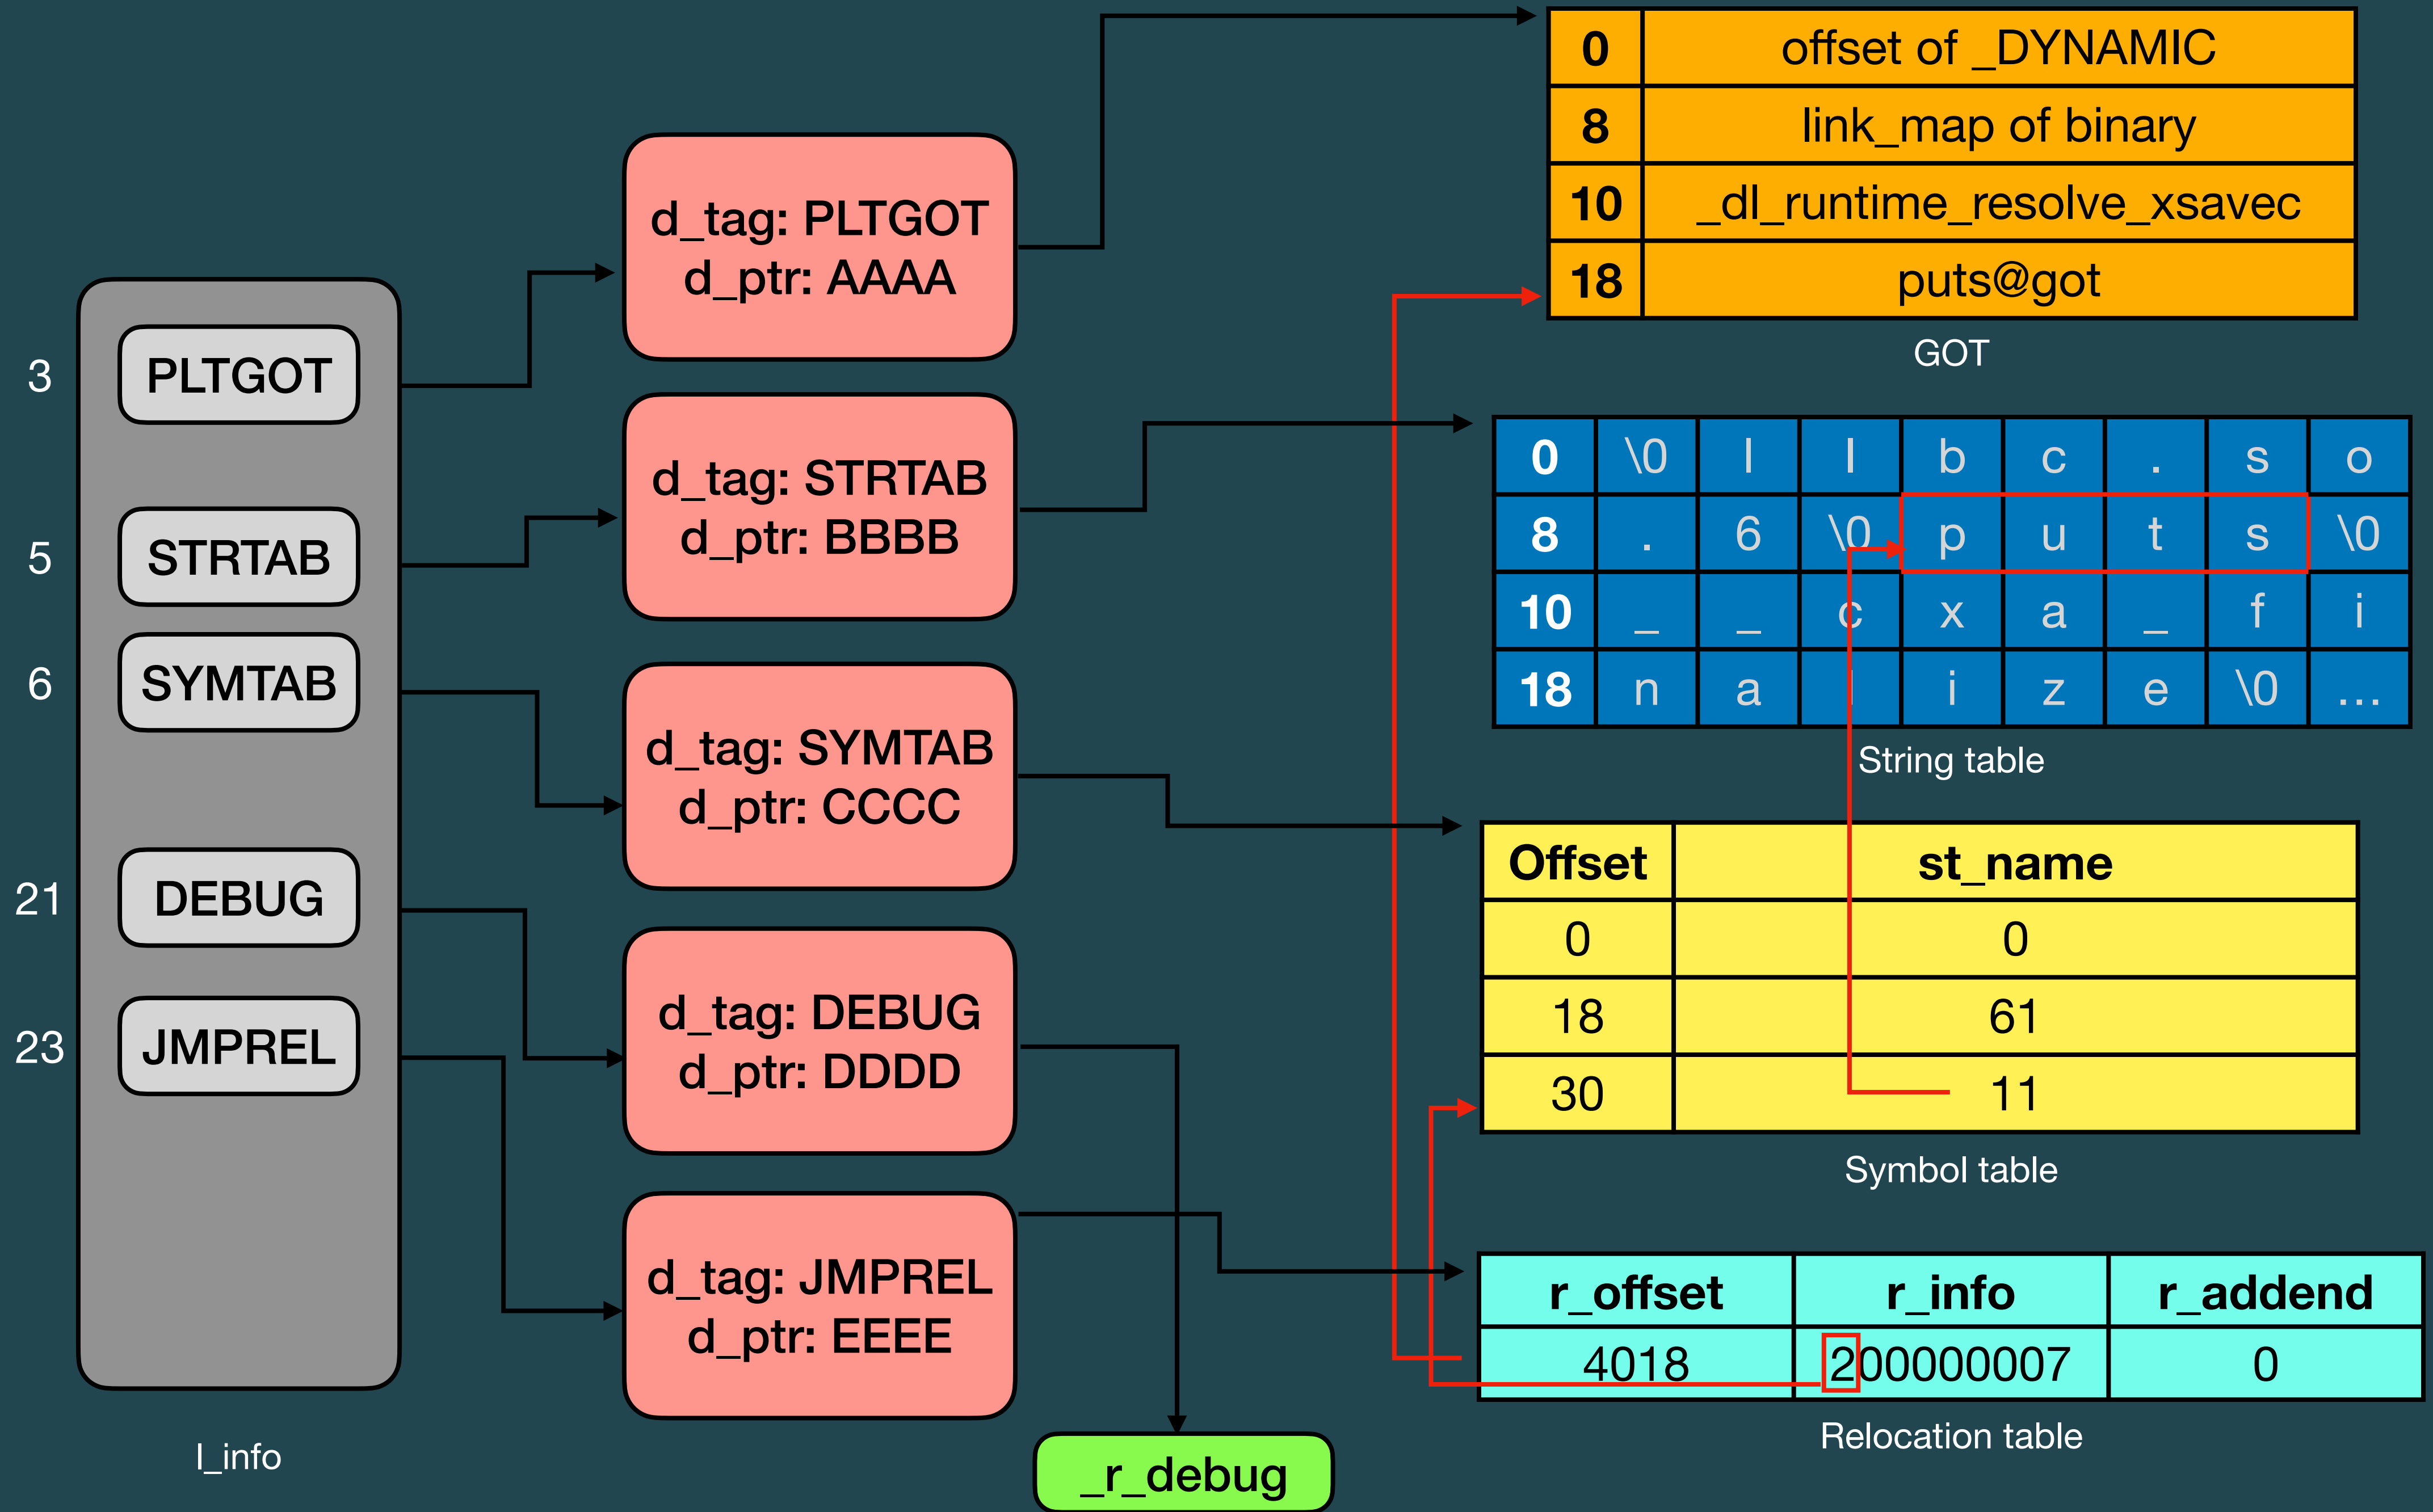 3
PLTGOT
5
STRTAB
6
SYMTAB
21
DEBUG
23
JMPREL
l_info
d_tag: PLTGOT
d_ptr: AAAA
d_tag: STRTAB
d_ptr: BBBB
d_tag: SYMTAB
d_ptr: CCCC
d_tag: DEBUG
d_ptr: DDDD
d_tag: JMPREL
d_ptr: EEEE
_r_debug
0 offset of _DYNAMIC
8 link_map of binary
10 _dl_runtime_resolve_xsavec
18 puts@got
GOT
0 \0 l I b c . s o
8 . 6 \0 p u t s \0
10 _ _ c x a _ f i
18 n a l i z e \0 ...
String table
Offset st_name
0 0
18 61
30 11
Symbol table
r_offset r_info r_addend
4018 200000007 0
Relocation table